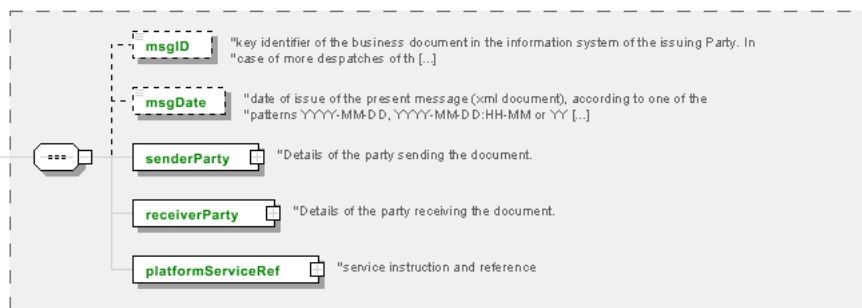 msgID
"key identifier of the business document in the information system of the issuing Party. In
"case of more despatches of th [...]
msgDate
"date of issue of the present message (xml document), according to one of the
"patterns YYYY-MM-DD, YYYY-MM-DD:HH-MM or YY [...]
senderParty
"Details of the party sending the document.
receiverParty
"Details of the party receiving the document.
platformServiceRef
"service instruction and reference